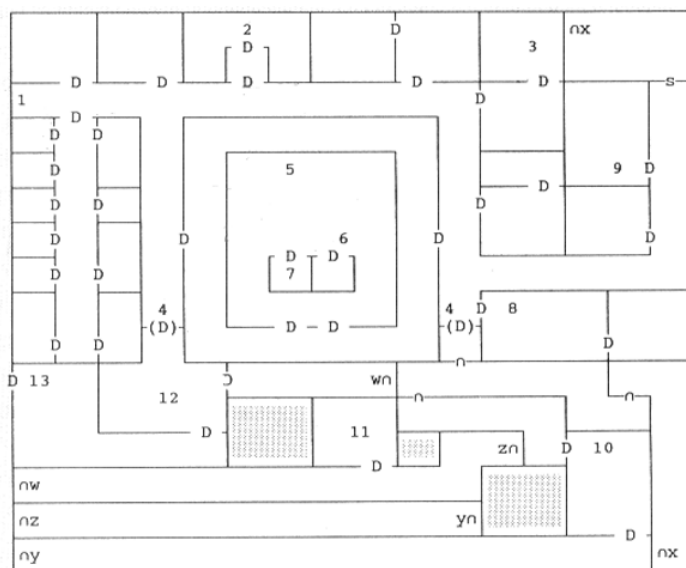 2 D ∩x
D 3
D D D D D s
1 D
D
D D
D 5 9 D
D
D D D
D D D 6 D
D D
D D 7
4 4 D 8
(D) D D (D)
D D D
∩
D 13 D w∩
12 ∩ ∩
D 11
z∩ D 10
D
∩w
∩z y∩
D
∩y ∩x